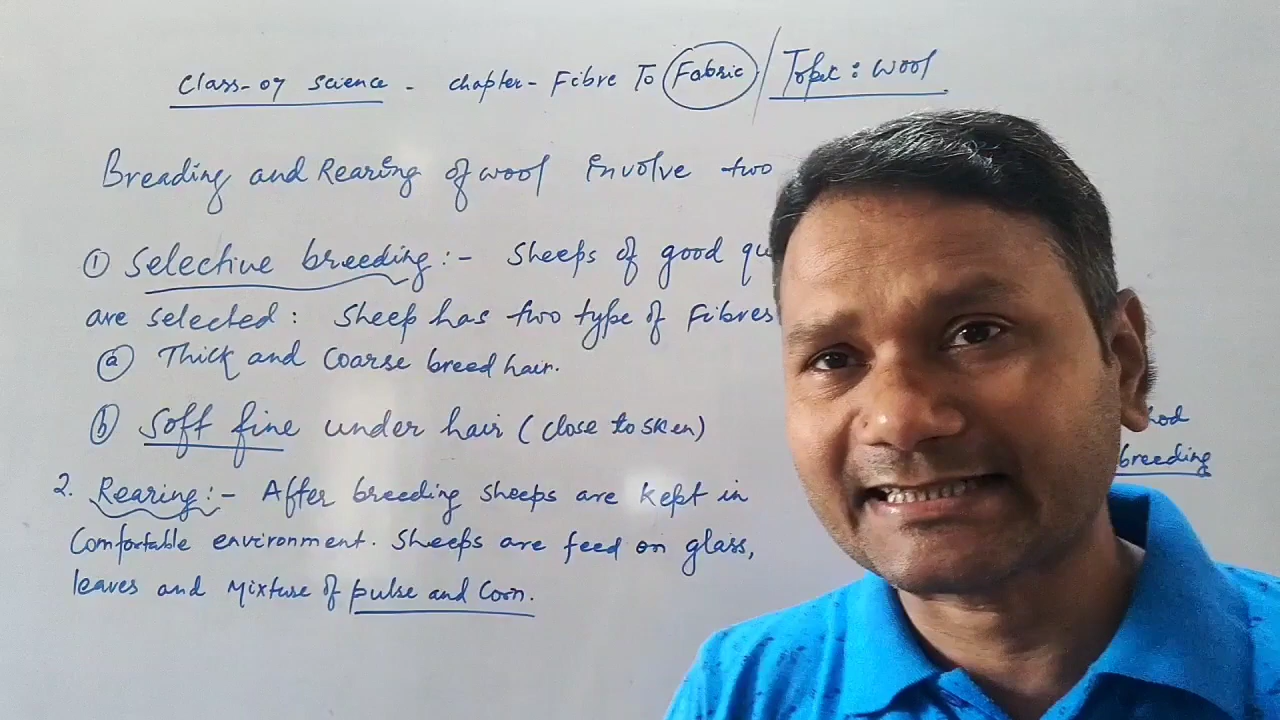 Class-07 Science - chapter- Fibre To Fabric / Topic: wool
Breading and Rearing of wool involve two
① Selective breeding:- Sheeps of good qu
are selected: Sheep has two type of Fibres
ⓐ Thick and Coarse breed hair.
ⓑ Soft fine under hair (close to sken)
hod
breeding
2. Rearing:- After breeding sheeps are kept in
Comfortable environment. Sheeps are feed on glass,
leaves and mixture of pulse and Corn.